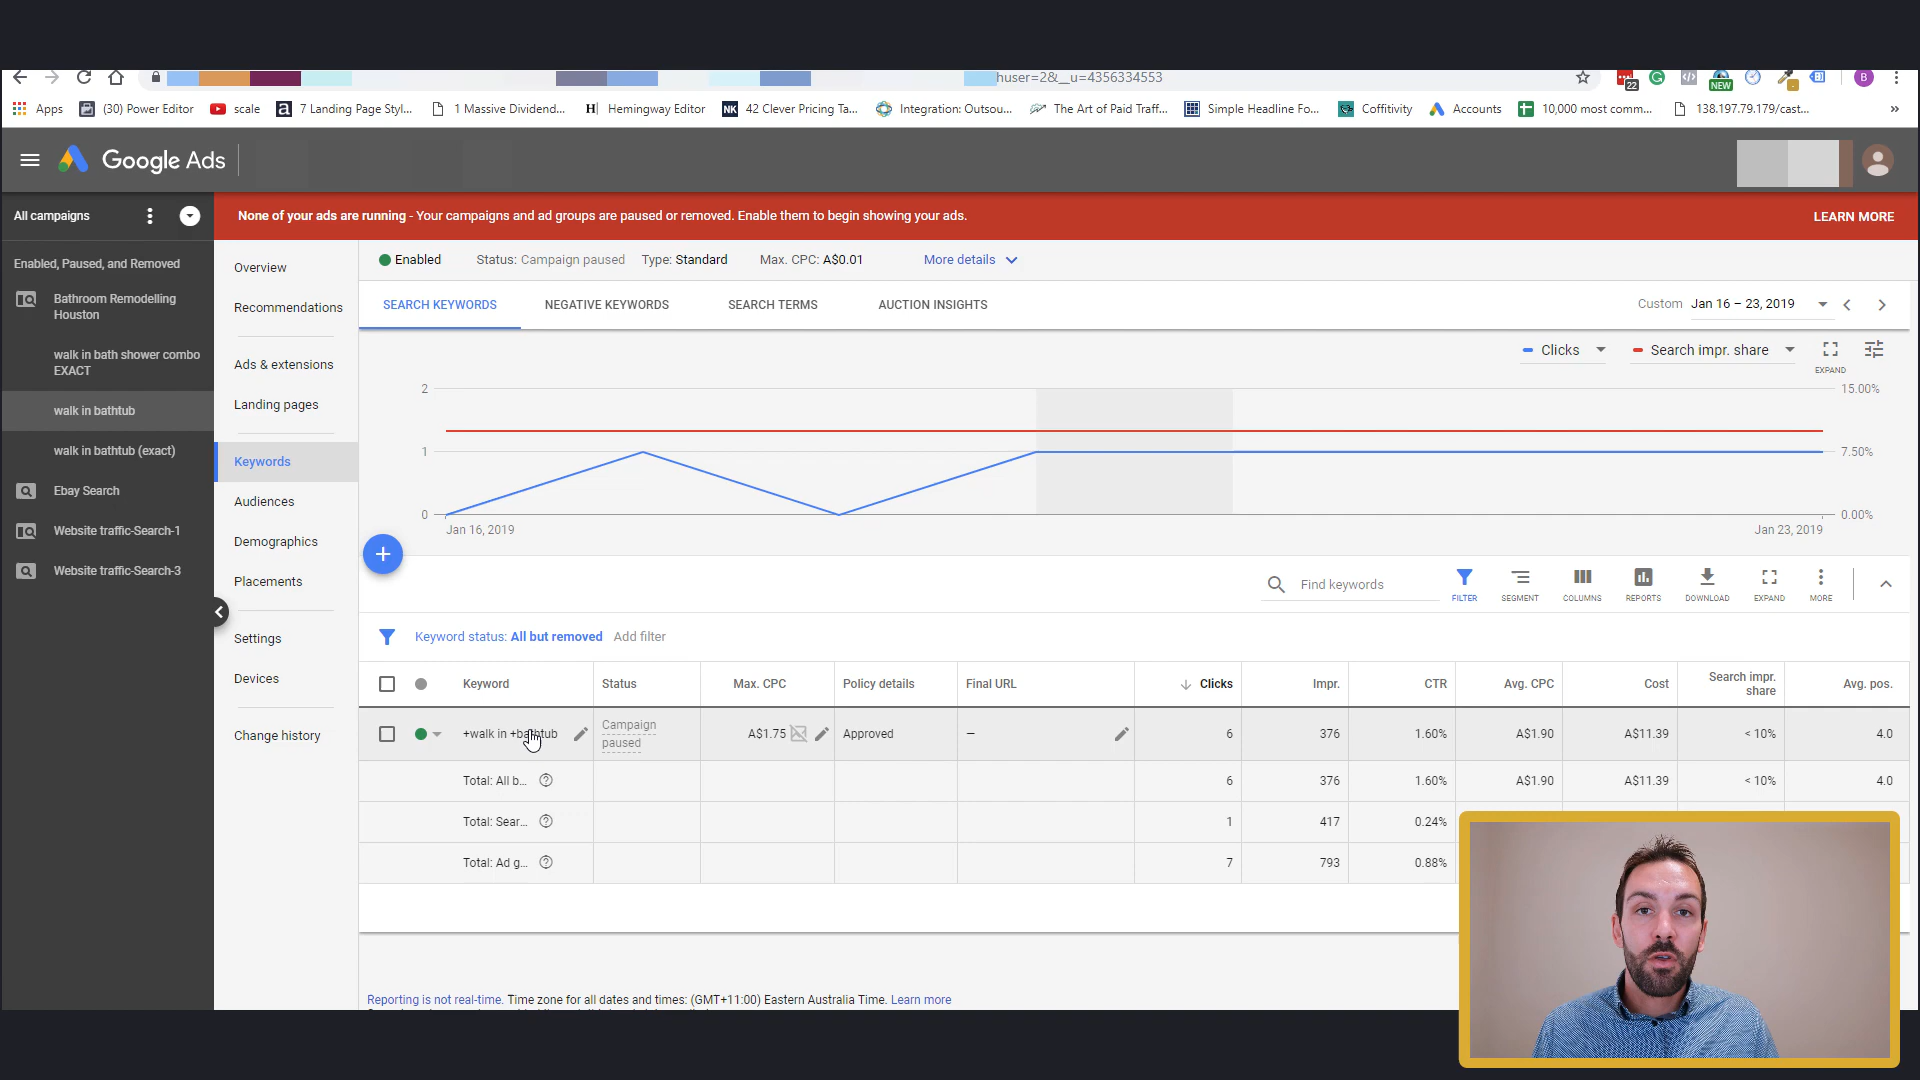 huser=2&__u=4356334553
22
NEW
B
Apps
(30) Power Editor
scale
a
7 Landing Page Styl...
1 Massive Dividend...
H
Hemingway Editor
NK
42 Clever Pricing Ta...
Integration: Outsou...
The Art of Paid Traff...
Simple Headline Fo...
Coffitivity
Accounts
10,000 most comm...
138.197.79.179/cast...
»
Google Ads
All campaigns
None of your ads are running - Your campaigns and ad groups are paused or removed. Enable them to begin showing your ads.
LEARN MORE
Enabled, Paused, and Removed
Bathroom Remodelling
Houston
walk in bath shower combo
EXACT
walk in bathtub
walk in bathtub (exact)
Ebay Search
Website traffic-Search-1
Website traffic-Search-3
Overview
Recommendations
Ads & extensions
Landing pages
Keywords
Audiences
Demographics
Placements
Settings
Devices
Change history
Enabled
Status: Campaign paused
Type: Standard
Max. CPC: A$0.01
More details
SEARCH KEYWORDS
NEGATIVE KEYWORDS
SEARCH TERMS
AUCTION INSIGHTS
Custom
Jan 16 – 23, 2019
Clicks
Search impr. share
EXPAND
2
15.00%
1
7.50%
0
0.00%
Jan 16, 2019
Jan 23, 2019
Find keywords
FILTER
SEGMENT
COLUMNS
REPORTS
DOWNLOAD
EXPAND
MORE
Keyword status: All but removed
Add filter
Keyword
Status
Max. CPC
Policy details
Final URL
Clicks
Impr.
CTR
Avg. CPC
Cost
Search impr.
share
Avg. pos.
+walk in +bathtub
Campaign
paused
A$1.75
Approved
—
6
376
1.60%
A$1.90
A$11.39
< 10%
4.0
Total: All b...
6
376
1.60%
A$1.90
A$11.39
< 10%
4.0
Total: Sear...
1
417
0.24%
Total: Ad g...
7
793
0.88%
Reporting is not real-time. Time zone for all dates and times: (GMT+11:00) Eastern Australia Time. Learn more